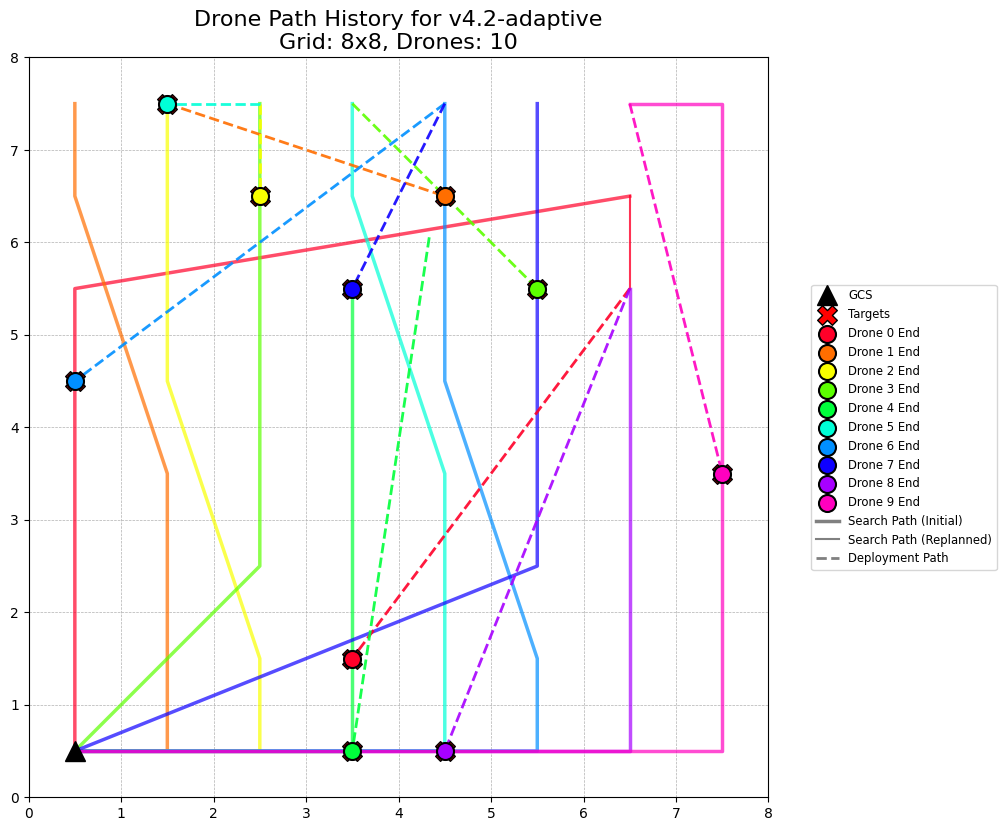 Drone Path History for v4.2-adaptive
Grid: 8x8, Drones: 10
8
7
6
5
4
3
2
1
0
0 1 2 3 4 5 6 7 8
GCS
Targets
Drone 0 End
Drone 1 End
Drone 2 End
Drone 3 End
Drone 4 End
Drone 5 End
Drone 6 End
Drone 7 End
Drone 8 End
Drone 9 End
Search Path (Initial)
Search Path (Replanned)
Deployment Path